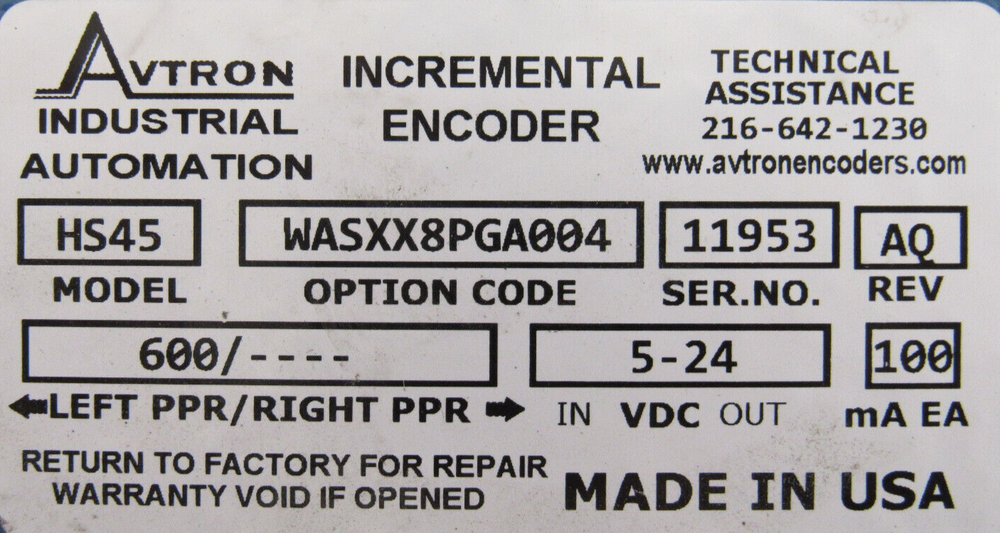 AVTRON
INDUSTRIAL
AUTOMATION
INCREMENTAL
ENCODER
TECHNICAL
ASSISTANCE
216-642-1230
www.avtronencoders.com
HS45 WASXX8PGA004 11953 AQ
MODEL OPTION CODE SER.NO. REV
600/---- 5-24 100
LEFT PPR/RIGHT PPR IN VDC OUT mA EA
RETURN TO FACTORY FOR REPAIR
WARRANTY VOID IF OPENED
MADE IN USA